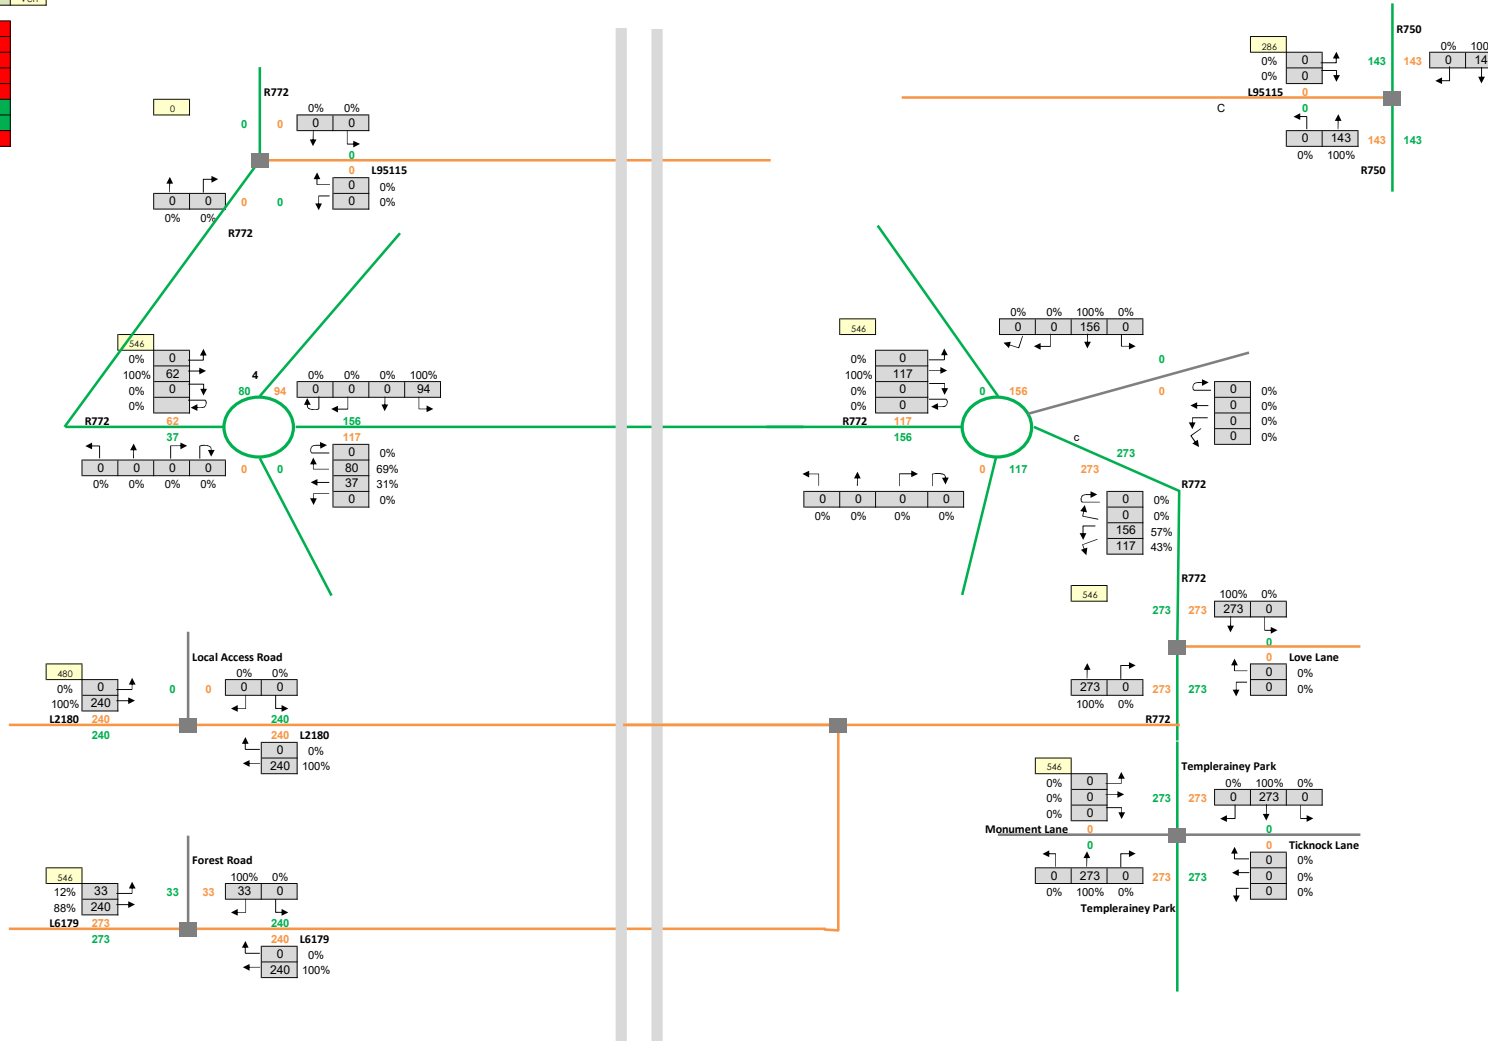 R750
286
0% 0
0% 0
143 143
0% 100
0 14
L95115 0
C 0
0 143
0% 100%
143 143
R750
R772
0
0 0
0% 0%
0 0
0
0 L95115
0 0%
0 0%
0 0
0% 0%
0 0
R772
546
0% 0
100% 62
0% 0
0%
4
80 94
0% 0% 0% 100%
0 0 0 94
R772 62
37
156
117
0 0 0 0
0% 0% 0% 0%
0 0
0 0%
80 69%
37 31%
0 0%
546
0% 0
100% 117
0% 0
0% 0
0% 0% 100% 0%
0 0 156 0
0
0
0 156
R772 117
156
0 0%
0 0%
0 0%
0 0%
C
273
273
0 117
0 0 0 0
0% 0% 0% 0%
R772
0 0%
0 0%
156 57%
117 43%
R772
546
273 273
100% 0%
273 0
0
0 Love Lane
0 0%
0 0%
273 0
100% 0%
273 273
R772
Local Access Road
480
0% 0
100% 240
0 0
0% 0%
0 0
L2180 240
240
240
240 L2180
0 0%
240 100%
Templerainey Park
546
0% 0
0% 0
0% 0
273 273
0% 100% 0%
0 273 0
Monument Lane 0
0
0
0 Ticknock Lane
0 273 0
0% 100% 0%
273 273
0 0%
0 0%
0 0%
Templerainey Park
Forest Road
546
12% 33
88% 240
33 33
100% 0%
33 0
L6179 273
273
240
240 L6179
0 0%
240 100%